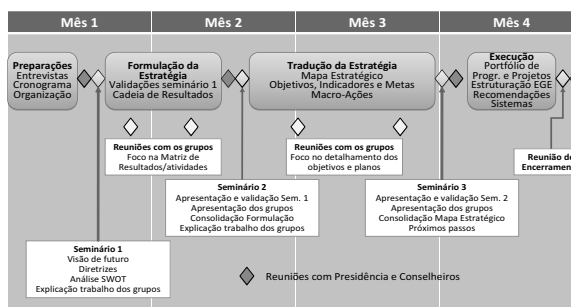 Mês 1
Mês 2
Mês 3
Mês 4
Preparações
Entrevistas
Cronograma
Organização
Formulação da
Estratégia
Validações seminário 1
Cadeia de Resultados
Tradução da Estratégia
Mapa Estratégico
Objetivos, Indicadores e Metas
Macro-Ações
Execução
Portfólio de
Progr. e Projetos
Estruturação EGE
Recomendações
Sistemas
Reuniões com os grupos
Foco na Matriz de
Resultados/atividades
Reuniões com os grupos
Foco no detalhamento dos
objetivos e planos
Reunião de
Encerramen
Seminário 2
Apresentação e validação Sem. 1
Apresentação dos grupos
Consolidação Formulação
Explicação trabalho dos grupos
Seminário 3
Apresentação e validação Sem. 2
Apresentação dos grupos
Consolidação Mapa Estratégico
Próximos passos
Seminário 1
Visão de futuro
Diretrizes
Análise SWOT
Explicação trabalho dos grupos
Reuniões com Presidência e Conselheiros